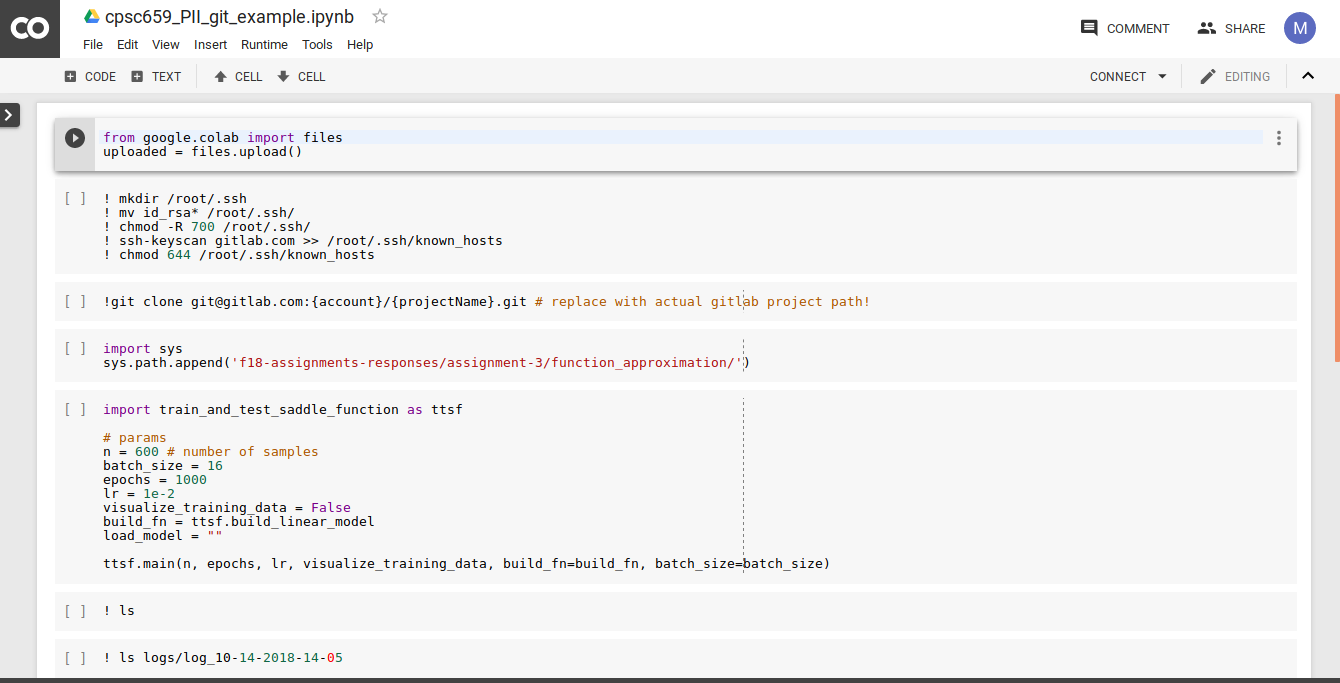 CO
cpsc659_PII_git_example.ipynb
File Edit View Insert Runtime Tools Help
COMMENT
SHARE
M
CODE TEXT CELL CELL
CONNECT
EDITING
from google.colab import files
uploaded = files.upload()
[ ] ! mkdir /root/.ssh
! mv id_rsa* /root/.ssh/
! chmod -R 700 /root/.ssh/
! ssh-keyscan gitlab.com >> /root/.ssh/known_hosts
! chmod 644 /root/.ssh/known_hosts
[ ] !git clone git@gitlab.com:{account}/{projectName}.git # replace with actual gitlab project path!
[ ] import sys
sys.path.append('f18-assignments-responses/assignment-3/function_approximation/')
[ ] import train_and_test_saddle_function as ttsf
# params
n = 600 # number of samples
batch_size = 16
epochs = 1000
lr = 1e-2
visualize_training_data = False
build_fn = ttsf.build_linear_model
load_model = ""
ttsf.main(n, epochs, lr, visualize_training_data, build_fn=build_fn, batch_size=batch_size)
[ ] ! ls
[ ] ! ls logs/log_10-14-2018-14-05